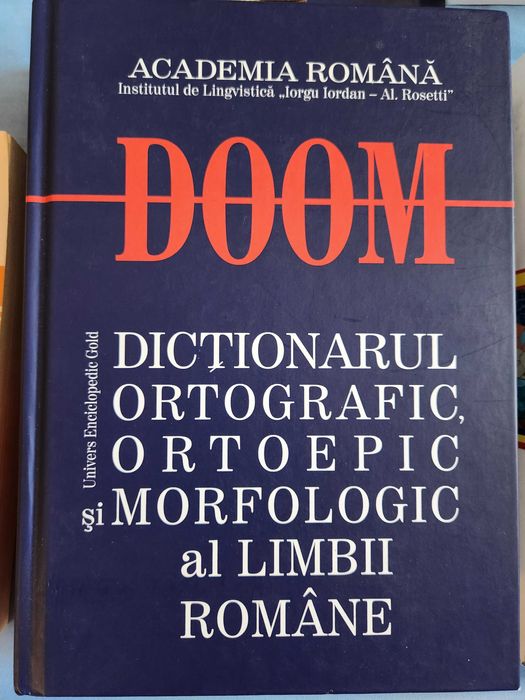 ACADEMIA ROMÂNĂ
Institutul de Lingvistică „Iorgu Iordan – Al. Rosetti”
DOOM
Univers Enciclopedic Gold
DICȚIONARUL
ORTOGRAFIC,
ORTOEPIC
și MORFOLOGIC
al LIMBII
ROMÂNE